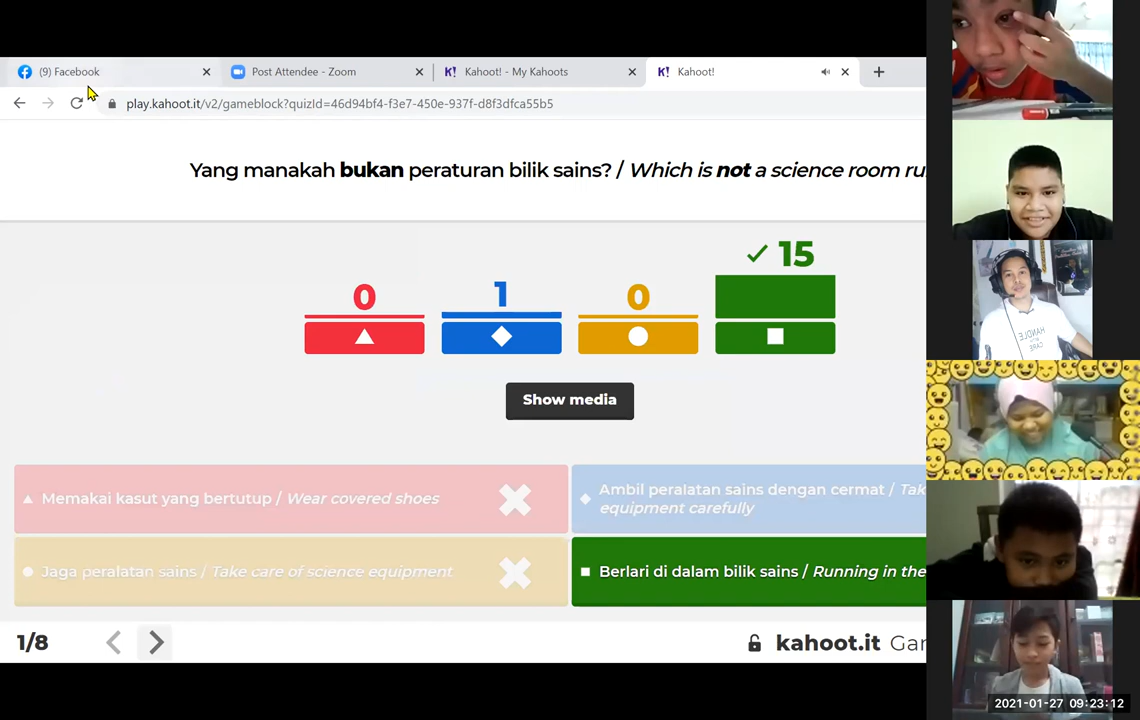 (9) Facebook
Post Attendee - Zoom
K! Kahoot! - My Kahoots
K! Kahoot!
play.kahoot.it/v2/gameblock?quizId=46d94bf4-f3e7-450e-937f-d8f3dfca55b5
Yang manakah bukan peraturan bilik sains? / Which is not a science room
0
1
0
15
Show media
Memakai kasut yang bertutup / Wear covered shoes
Ambil peralatan sains dengan cermat /
equipment carefully
Jaga peralatan sains / Take care of science equipment
Berlari di dalam bilik sains / Running in the
1/8
kahoot.it
HANDLE
WITH
CARE
2021-01-27 09:23:12